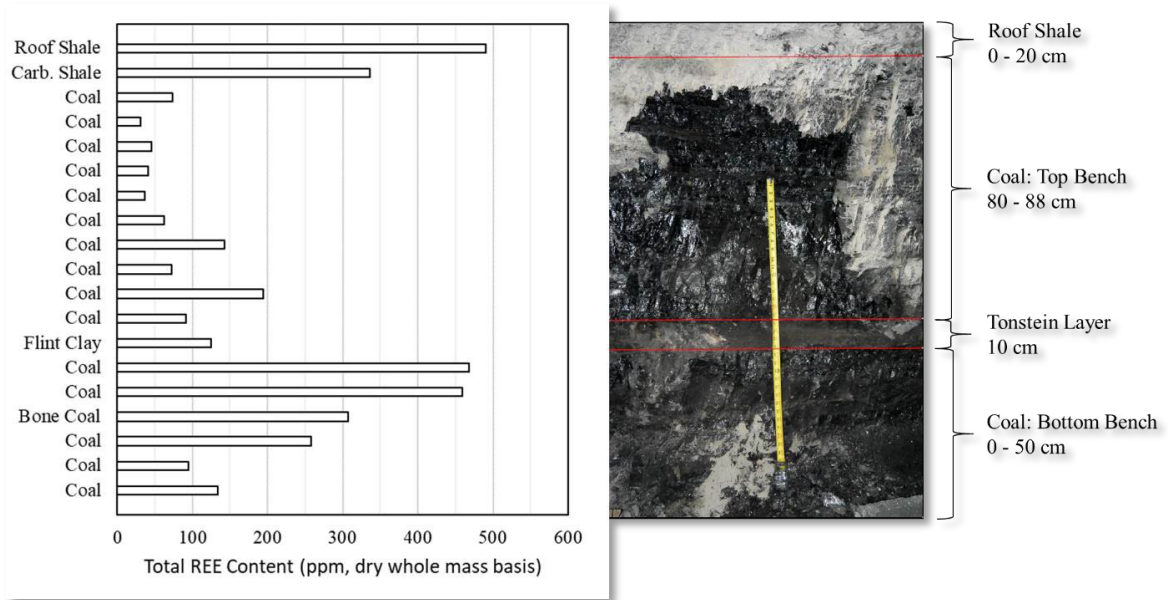 Roof Shale
Carb. Shale
Coal
Coal
Coal
Coal
Coal
Coal
Coal
Coal
Coal
Coal
Flint Clay
Coal
Coal
Bone Coal
Coal
Coal
Coal
0 100 200 300 400 500 600
Total REE Content (ppm, dry whole mass basis)
Roof Shale
0 - 20 cm
Coal: Top Bench
80 - 88 cm
Tonstein Layer
10 cm
Coal: Bottom Bench
0 - 50 cm